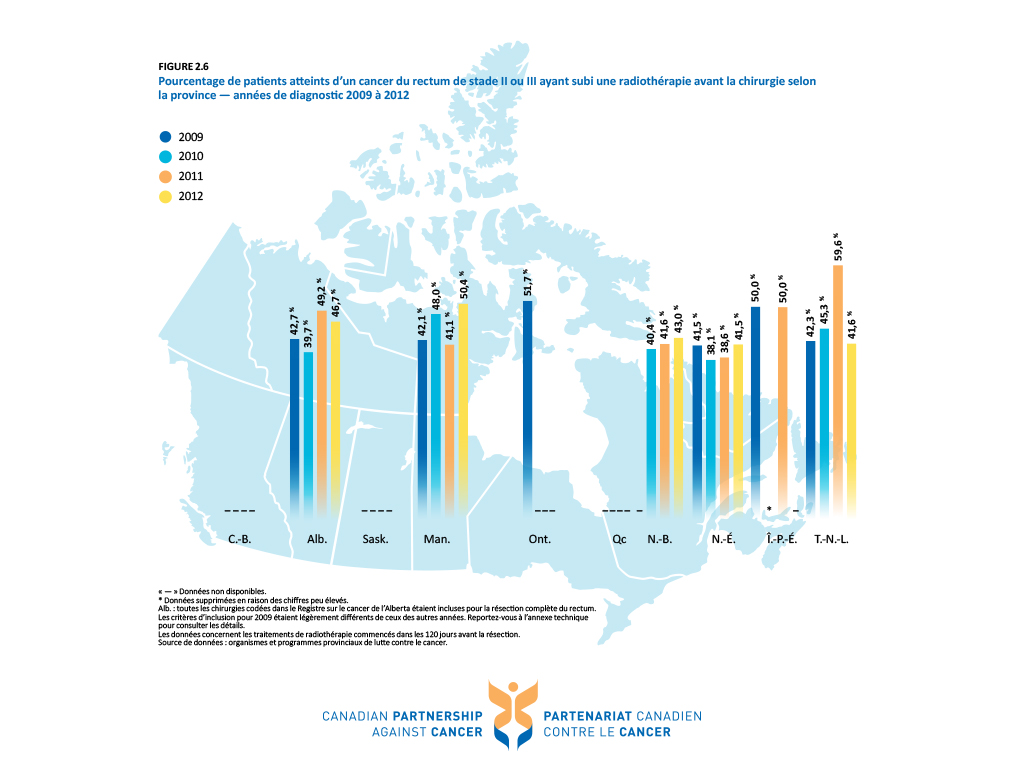 FIGURE 2.6
Pourcentage de patients atteints d’un cancer du rectum de stade II ou III ayant subi une radiothérapie avant la chirurgie selon
la province — années de diagnostic 2009 à 2012
2009
2010
2011
2012
42,7 %
39,7 %
49,2 %
46,7 %
42,1 %
48,0 %
41,1 %
50,4 %
51,7 %
40,4 %
41,6 %
43,0 %
41,5 %
38,1 %
38,6 %
41,5 %
50,0 %
50,0 %
42,3 %
45,3 %
59,6 %
41,6 %
– – – –
– – – –
– – –
– – – –
–
*
–
C.-B.
Alb.
Sask.
Man.
Ont.
Qc
N.-B.
N.-É.
Î.-P.-É.
T.-N.-L.
« — » Données non disponibles.
* Données supprimées en raison des chiffres peu élevés.
Alb. : toutes les chirurgies codées dans le Registre sur le cancer de l’Alberta étaient incluses pour la résection complète du rectum.
Les critères d’inclusion pour 2009 étaient légèrement différents de ceux des autres années. Reportez-vous à l’annexe technique
pour consulter les détails.
Les données concernent les traitements de radiothérapie commencés dans les 120 jours avant la résection.
Source de données : organismes et programmes provinciaux de lutte contre le cancer.
CANADIAN PARTNERSHIP
AGAINST CANCER
PARTENARIAT CANADIEN
CONTRE LE CANCER